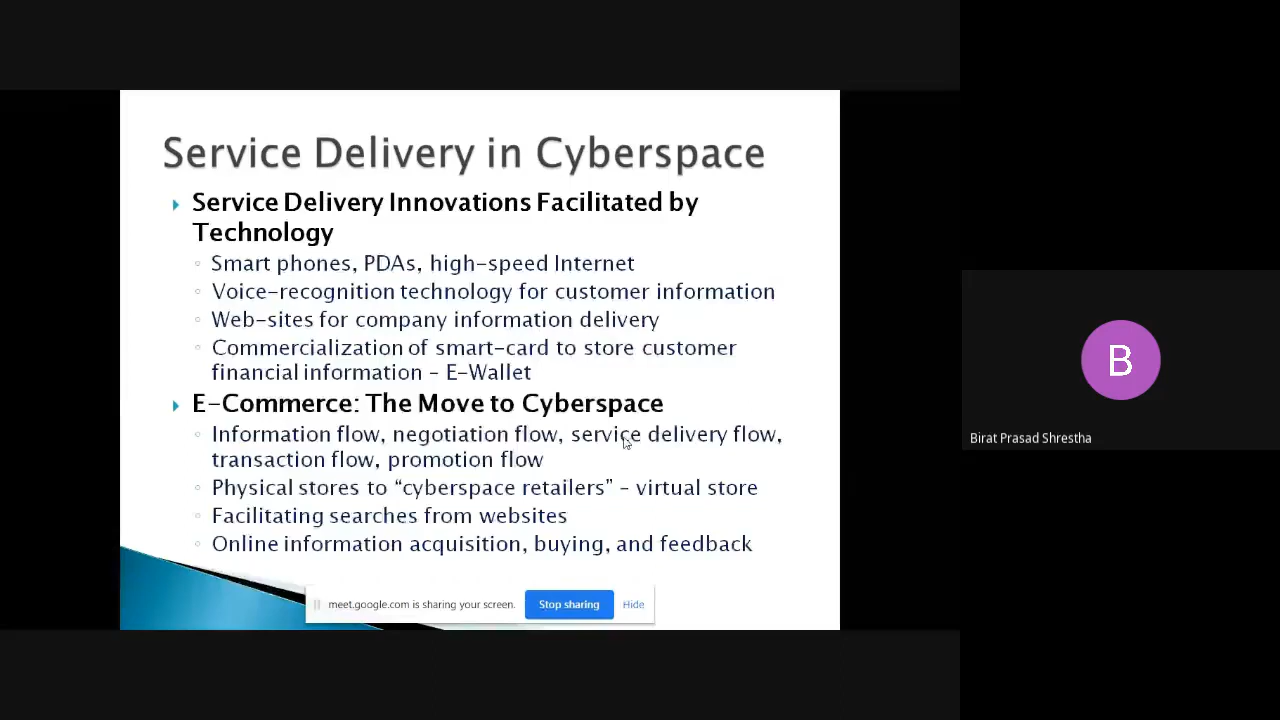 Service Delivery in Cyberspace
Service Delivery Innovations Facilitated by
Technology
Smart phones, PDAs, high-speed Internet
Voice-recognition technology for customer information
Web-sites for company information delivery
Commercialization of smart-card to store customer
financial information – E-Wallet
E-Commerce: The Move to Cyberspace
Information flow, negotiation flow, service delivery flow,
transaction flow, promotion flow
Physical stores to “cyberspace retailers” – virtual store
Facilitating searches from websites
Online information acquisition, buying, and feedback
meet.google.com is sharing your screen. Stop sharing Hide
B
Birat Prasad Shrestha